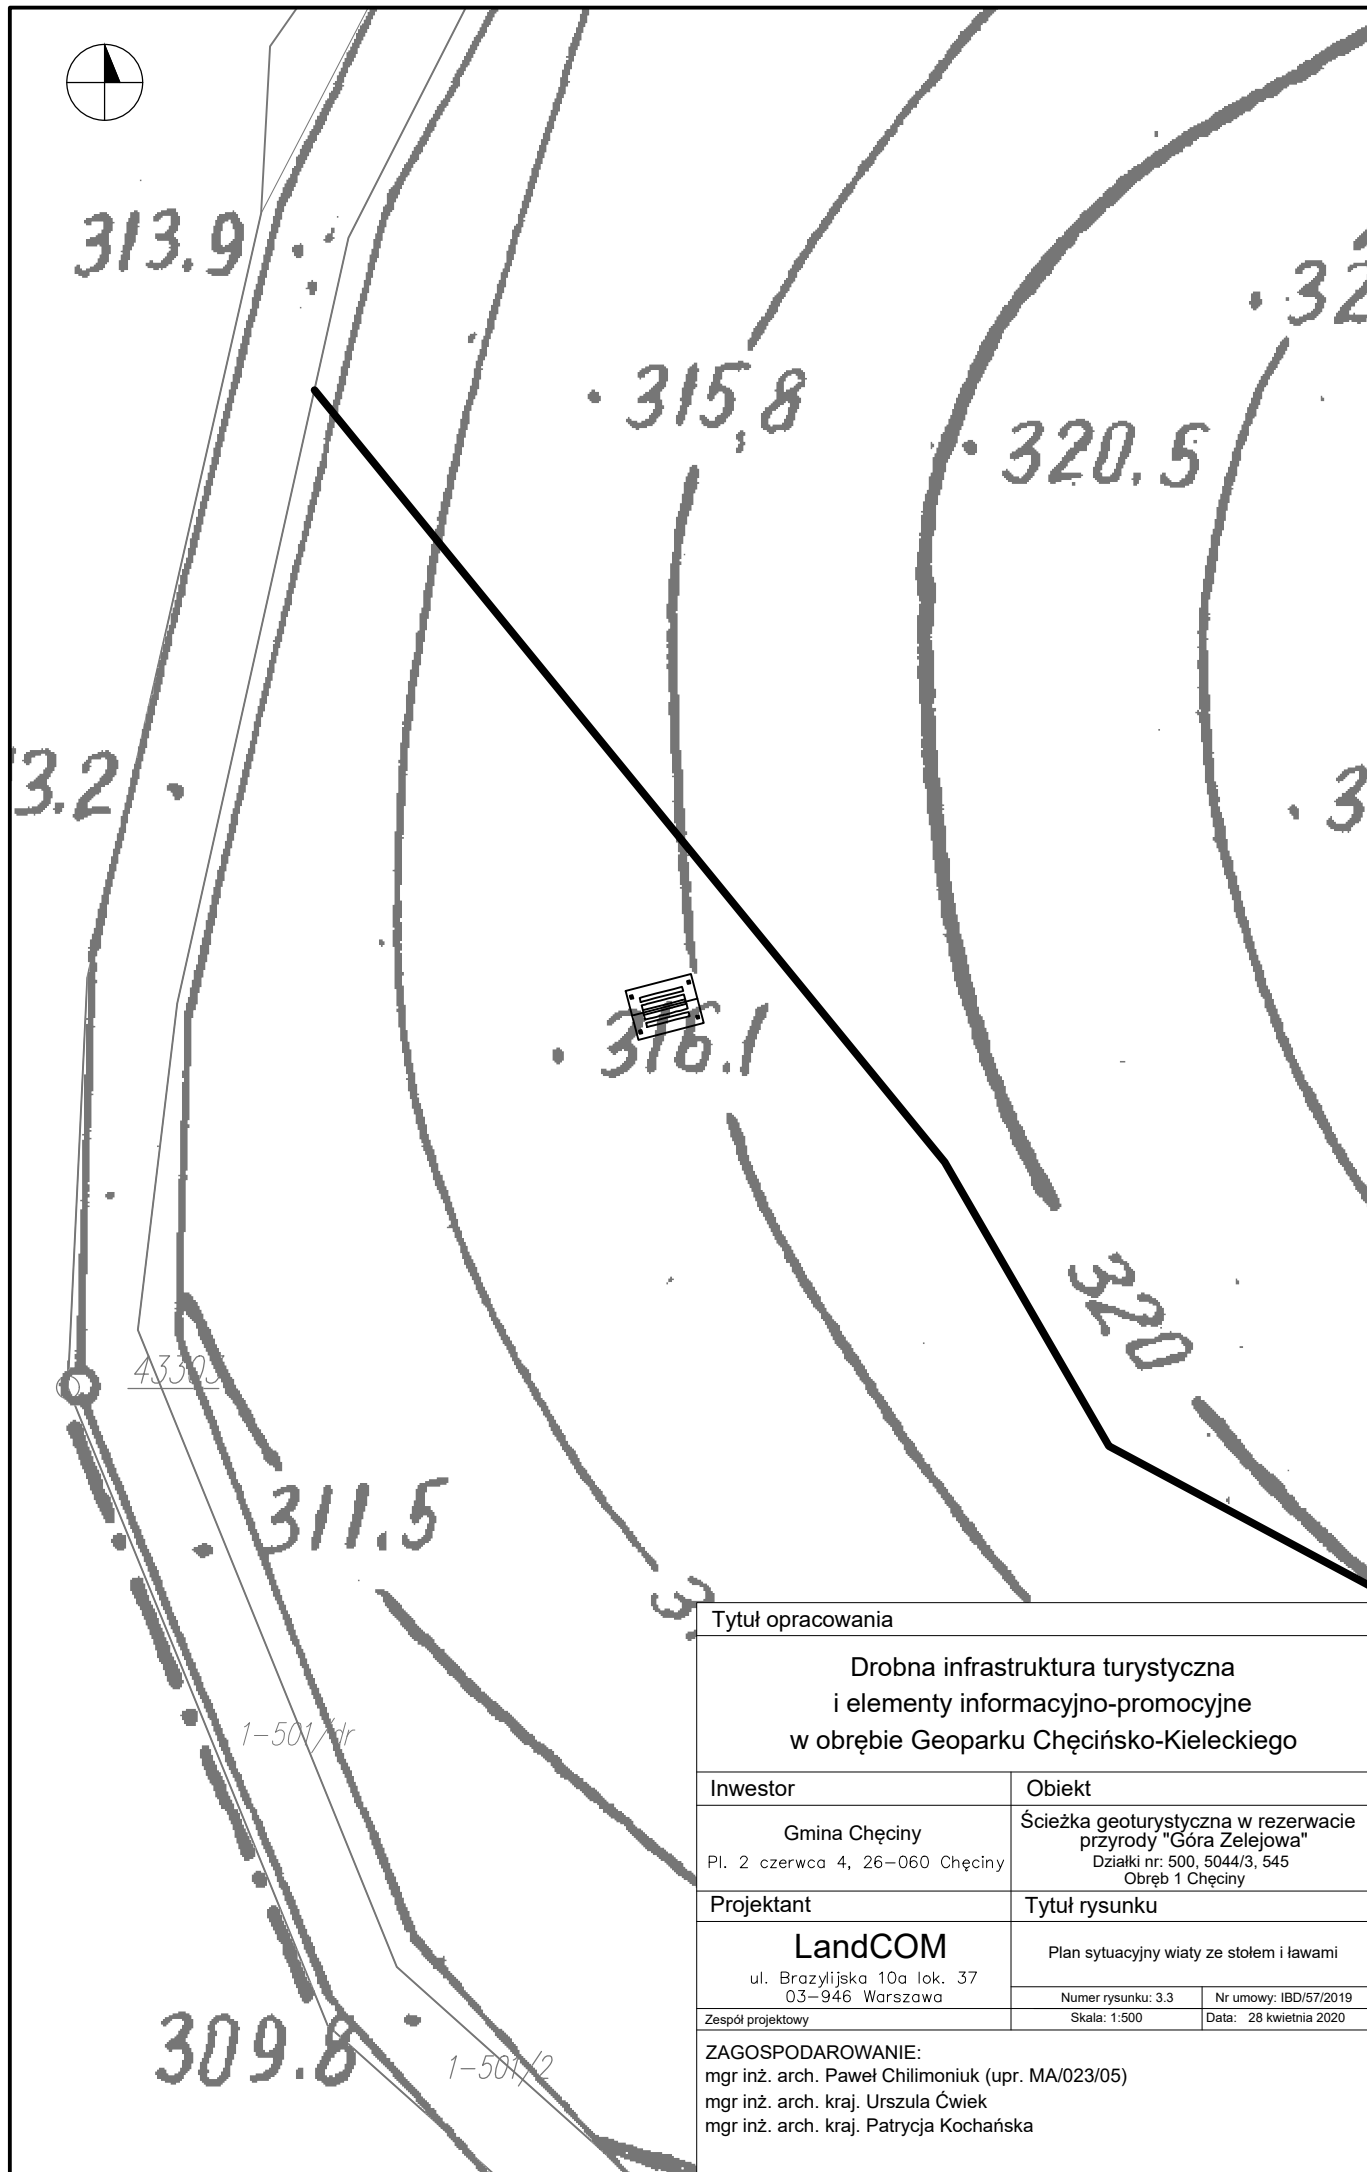 313.9
315,8
320.5
3.2
316.1
320
43303
311.5
1-501/dr
309.8
1-501/2
Tytuł opracowania
Drobna infrastruktura turystyczna
i elementy informacyjno-promocyjne
w obrębie Geoparku Chęcińsko-Kieleckiego
Inwestor
Obiekt
Gmina Chęciny
Pl. 2 czerwca 4, 26-060 Chęciny
Ścieżka geoturystyczna w rezerwacie
przyrody "Góra Zelejowa"
Działki nr: 500, 5044/3, 545
Obręb 1 Chęciny
Projektant
Tytuł rysunku
LandCOM
ul. Brazylijska 10a lok. 37
03-946 Warszawa
Plan sytuacyjny wiaty ze stołem i ławami
Numer rysunku: 3.3
Nr umowy: IBD/57/2019
Zespół projektowy
Skala: 1:500
Data: 28 kwietnia 2020
ZAGOSPODAROWANIE:
mgr inż. arch. Paweł Chilimoniuk (upr. MA/023/05)
mgr inż. arch. kraj. Urszula Ćwiek
mgr inż. arch. kraj. Patrycja Kochańska